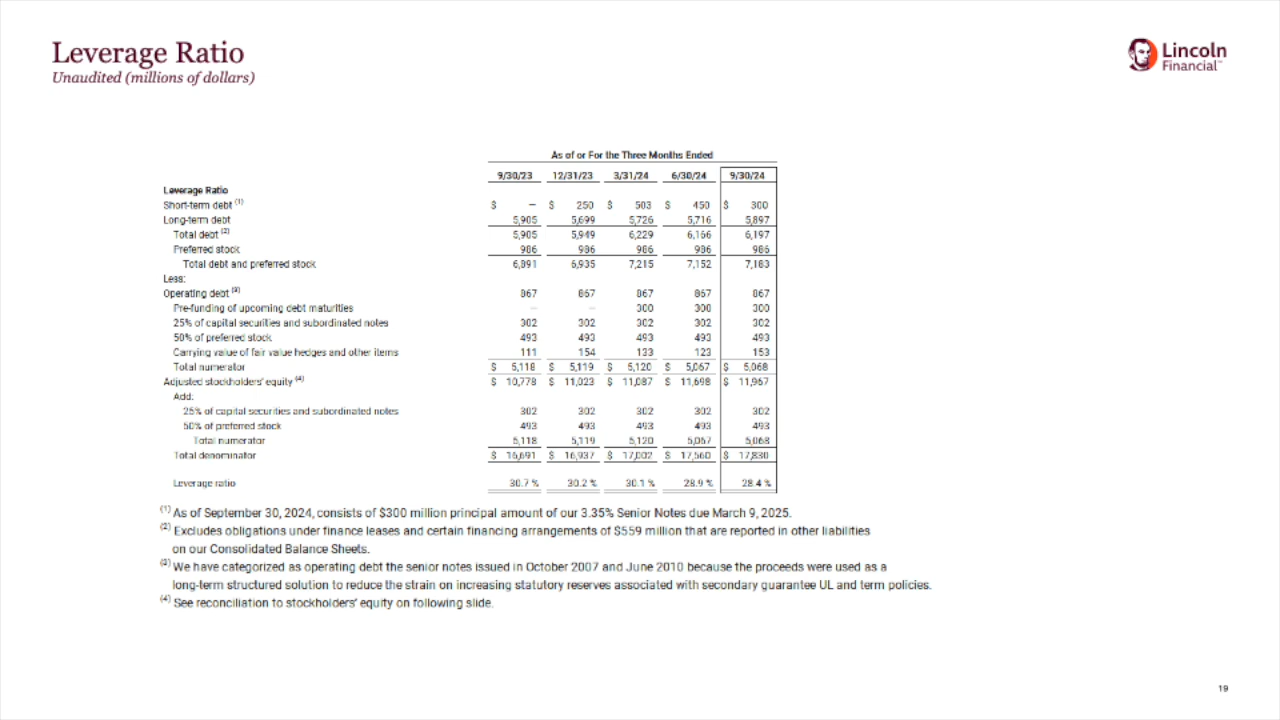 Leverage Ratio
Unaudited (millions of dollars)
Lincoln
Financial™
As of or For the Three Months Ended
9/30/23 12/31/23 3/31/24 6/30/24 9/30/24
Leverage Ratio
Short-term debt (1) $ – $ 250 $ 503 $ 450 $ 300
Long-term debt 5,905 5,699 5,726 5,716 5,897
Total debt (2) 5,905 5,949 6,229 6,166 6,197
Preferred stock 986 986 986 986 986
Total debt and preferred stock 6,891 6,935 7,215 7,152 7,183
Less:
Operating debt (3) 867 867 867 867 867
Pre-funding of upcoming debt maturities – – 300 300 300
25% of capital securities and subordinated notes 302 302 302 302 302
50% of preferred stock 493 493 493 493 493
Carrying value of fair value hedges and other items 111 154 133 123 153
Total numerator $ 5,118 $ 5,119 $ 5,120 $ 5,067 $ 5,068
Adjusted stockholders' equity (4) $ 10,778 $ 11,023 $ 11,087 $ 11,698 $ 11,967
Add:
25% of capital securities and subordinated notes 302 302 302 302 302
50% of preferred stock 493 493 493 493 493
Total numerator 5,118 5,119 5,120 5,067 5,068
Total denominator $ 16,691 $ 16,937 $ 17,002 $ 17,560 $ 17,830
Leverage ratio 30.7 % 30.2 % 30.1 % 28.9 % 28.4 %
(1) As of September 30, 2024, consists of $300 million principal amount of our 3.35% Senior Notes due March 9, 2025.
(2) Excludes obligations under finance leases and certain financing arrangements of $559 million that are reported in other liabilities
on our Consolidated Balance Sheets.
(3) We have categorized as operating debt the senior notes issued in October 2007 and June 2010 because the proceeds were used as a
long-term structured solution to reduce the strain on increasing statutory reserves associated with secondary guarantee UL and term policies.
(4) See reconciliation to stockholders' equity on following slide.
19